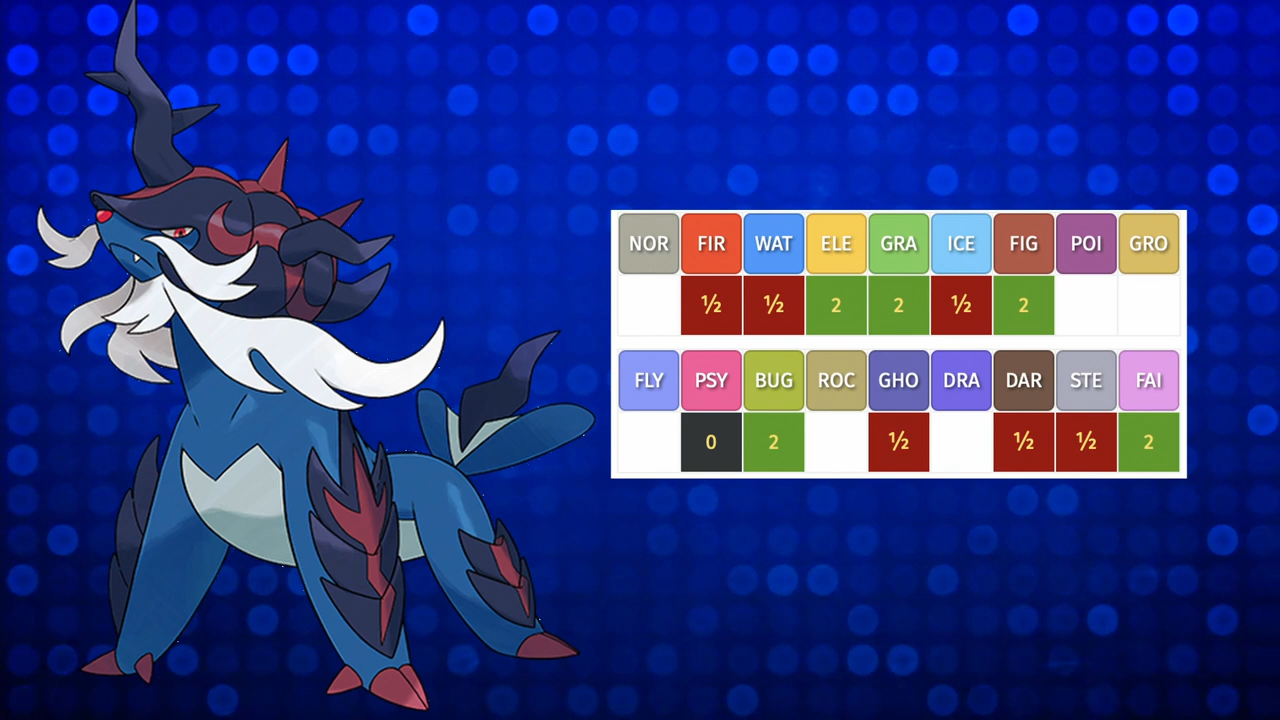 NOR FIR WAT ELE GRA ICE FIG POI GRO
½ ½ 2 2 ½ 2
FLY PSY BUG ROC GHO DRA DAR STE FAI
0 2 ½ ½ ½ 2